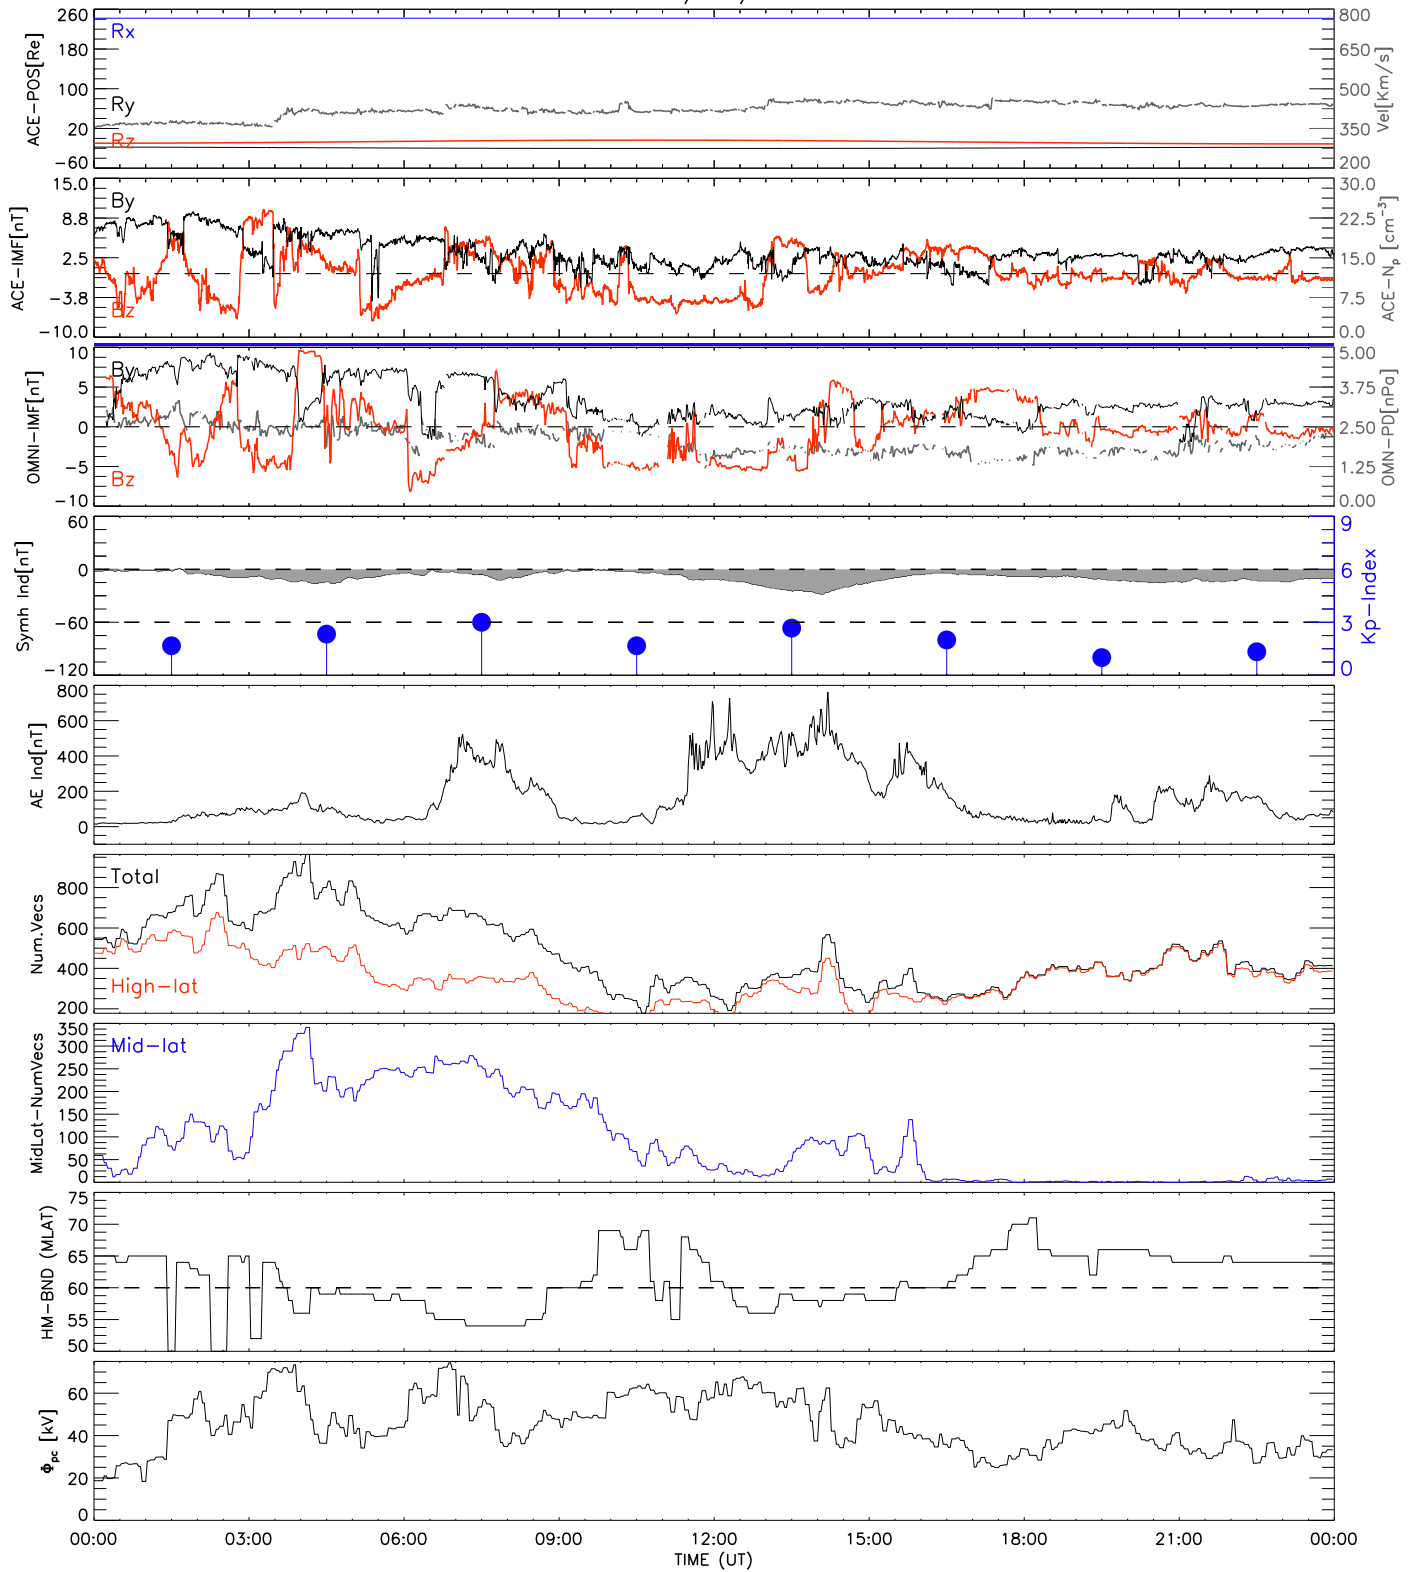 260
180
100
20
-60
ACE-POS[Re]
Rx
Ry
Rz
800
650
500
350
200
Vel[Km/s]
15.0
8.8
2.5
-3.8
-10.0
ACE-IMF[nT]
By
Bz
30.0
22.5
15.0
7.5
0.0
ACE-Np [cm-3]
10
5
0
-5
-10
OMNI-IMF[nT]
By
Bz
5.00
3.75
2.50
1.25
0.00
OMN-PD[nPa]
60
0
-60
-120
Symh Ind[nT]
9
6
3
0
Kp-Index
800
600
400
200
0
AE Ind[nT]
800
600
400
200
Num.Vecs
Total
High-lat
350
300
250
200
150
100
50
0
MidLat-NumVecs
Mid-lat
75
70
65
60
55
50
HM-BND (MLAT)
60
40
20
0
Φpc [kV]
00:00 03:00 06:00 09:00 12:00 15:00 18:00 21:00 00:00
TIME (UT)